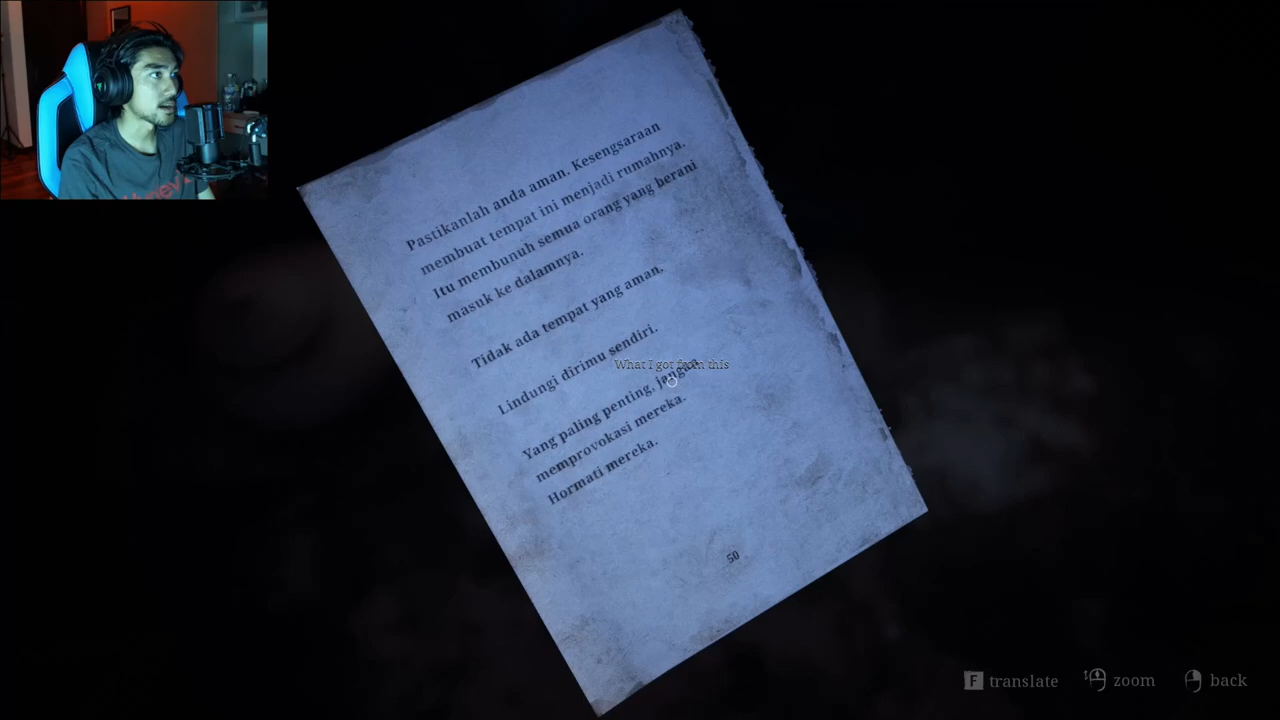 Pastikanlah anda aman. Kesengsaraan
membuat tempat ini menjadi rumahnya.
Itu membunuh semua orang yang berani
masuk ke dalamnya.
Tidak ada tempat yang aman.
Lindungi dirimu sendiri.
What I got from this
Yang paling penting, jangan
memprovokasi mereka.
Hormati mereka.
50
F translate zoom back